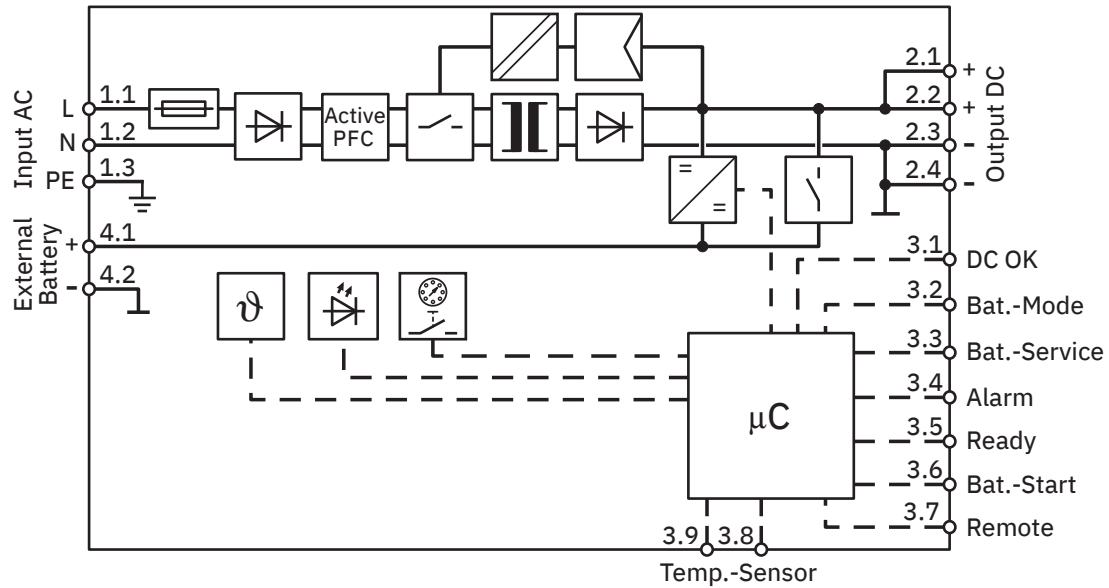 Input AC
L 1.1
N 1.2
PE 1.3
External
Battery
+ 4.1
- 4.2
Active
PFC
=
=
ϑ
μC
2.1 +
2.2 +
2.3 -
2.4 -
Output DC
3.1 DC OK
3.2 Bat.-Mode
3.3 Bat.-Service
3.4 Alarm
3.5 Ready
3.6 Bat.-Start
3.7 Remote
3.9 3.8
Temp.-Sensor